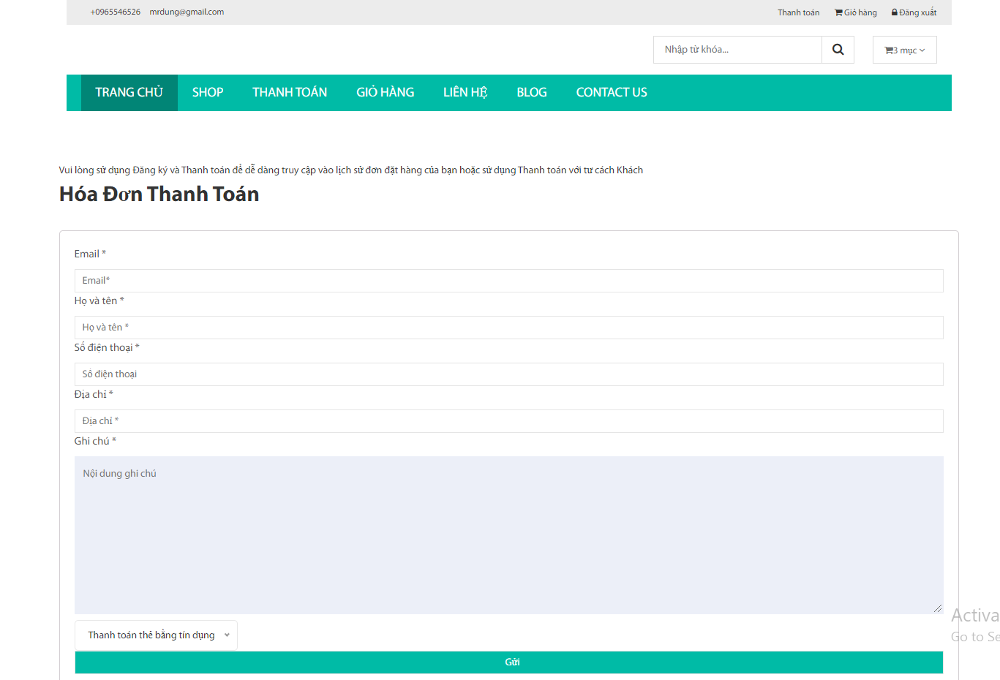 +0965546526 mrdung@gmail.com Thanh toán Giỏ hàng Đăng xuất
Nhập từ khóa... 3 mục
TRANG CHỦ SHOP THANH TOÁN GIỎ HÀNG LIÊN HỆ BLOG CONTACT US
Vui lòng sử dụng Đăng ký và Thanh toán để dễ dàng truy cập vào lịch sử đơn đặt hàng của bạn hoặc sử dụng Thanh toán với tư cách Khách
Hóa Đơn Thanh Toán
Email *
Email*
Họ và tên *
Họ và tên *
Số điện thoại *
Số điện thoại
Địa chỉ *
Địa chỉ *
Ghi chú *
Nội dung ghi chú
Activa
Thanh toán thẻ bằng tín dụng
Go to Se
Gửi